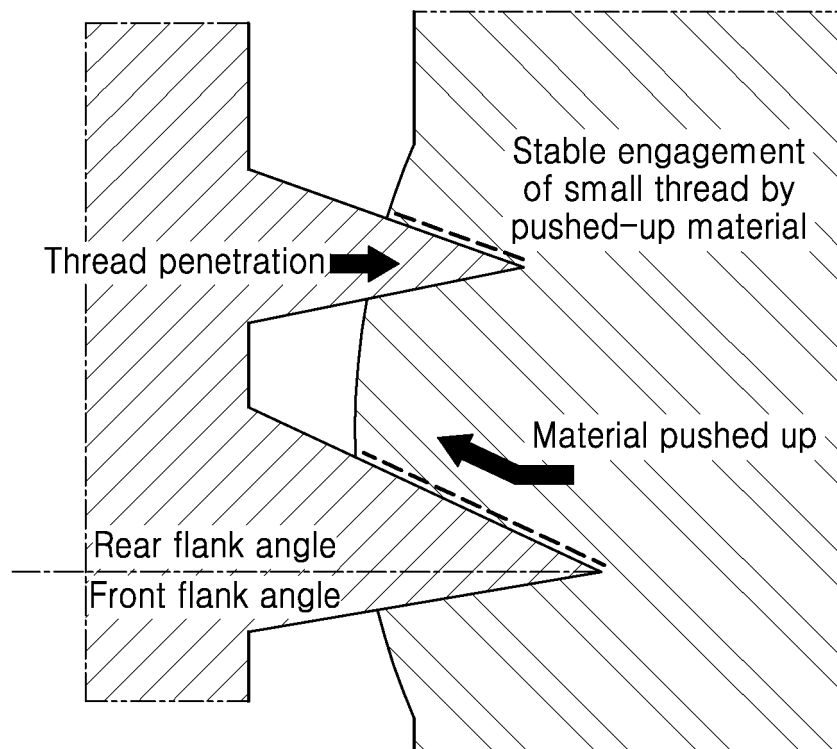 Stable engagement
of small thread by
pushed-up material
Thread penetration
Material pushed up
Rear flank angle
Front flank angle